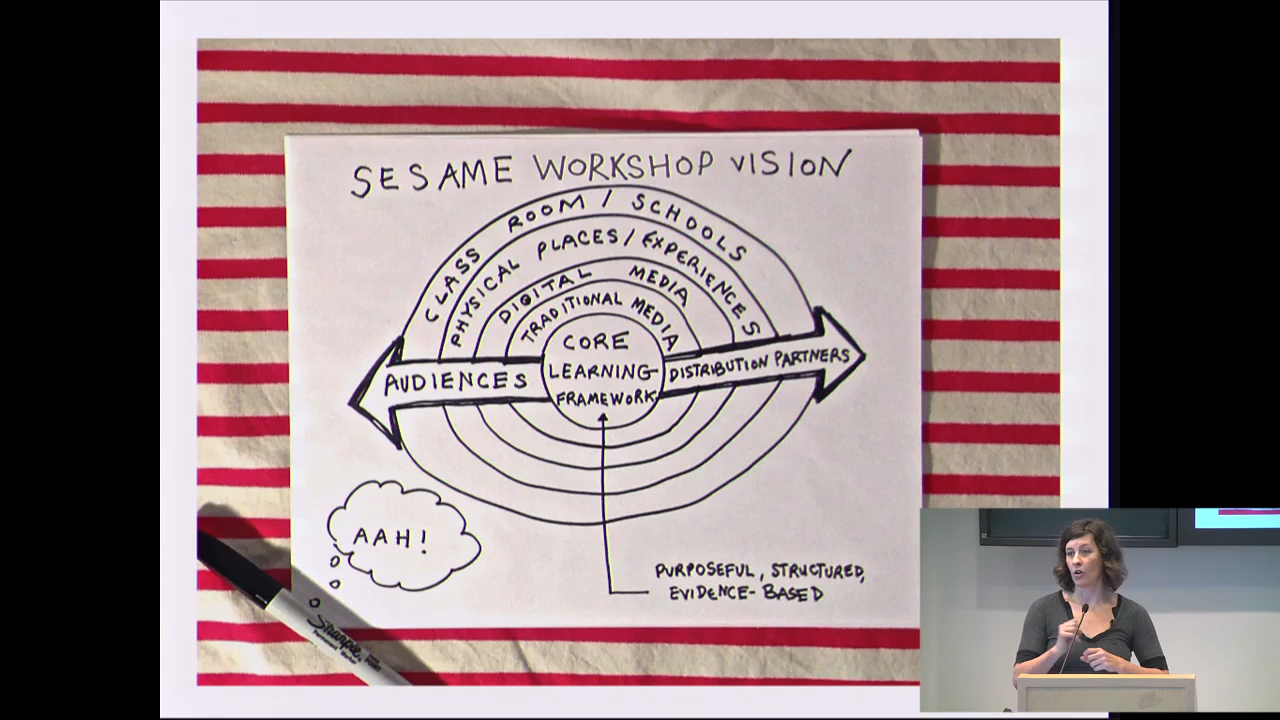 SESAME WORKSHOP VISION
CLASS ROOM / SCHOOLS
PHYSICAL PLACES / EXPERIENCES
DIGITAL MEDIA
TRADITIONAL MEDIA
CORE
LEARNING
FRAMEWORK
AUDIENCES
DISTRIBUTION PARTNERS
AAH!
PURPOSEFUL, STRUCTURED,
EVIDENCE-BASED
Sharpie